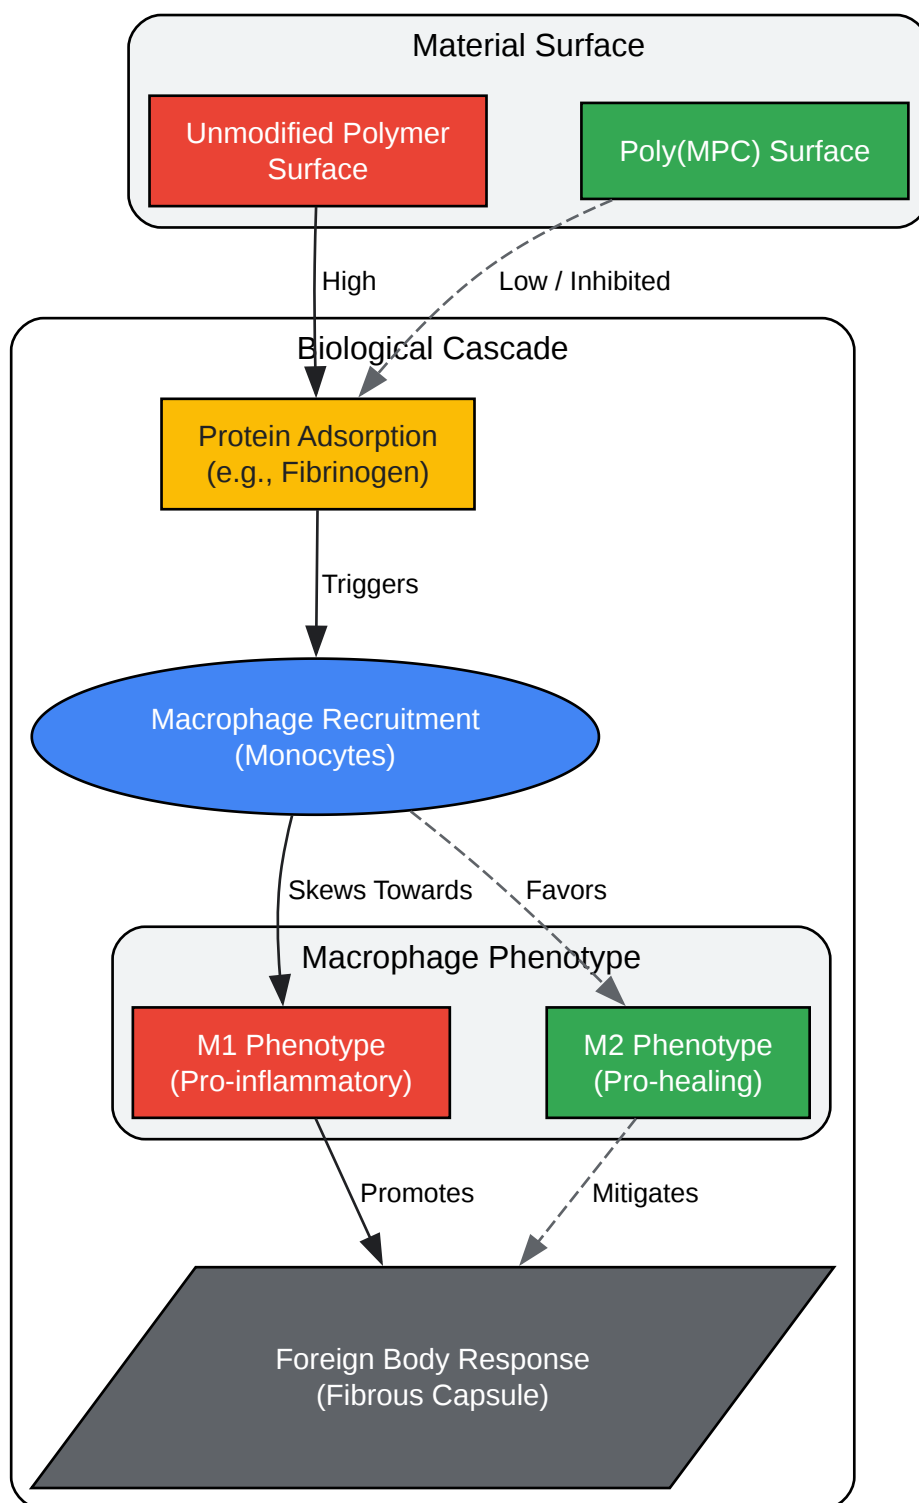 Material Surface
Unmodified Polymer
Surface
Poly(MPC) Surface
High
Low / Inhibited
Biological Cascade
Protein Adsorption
(e.g., Fibrinogen)
Triggers
Macrophage Recruitment
(Monocytes)
Skews Towards
Favors
Macrophage Phenotype
M1 Phenotype
(Pro-inflammatory)
M2 Phenotype
(Pro-healing)
Promotes
Mitigates
Foreign Body Response
(Fibrous Capsule)